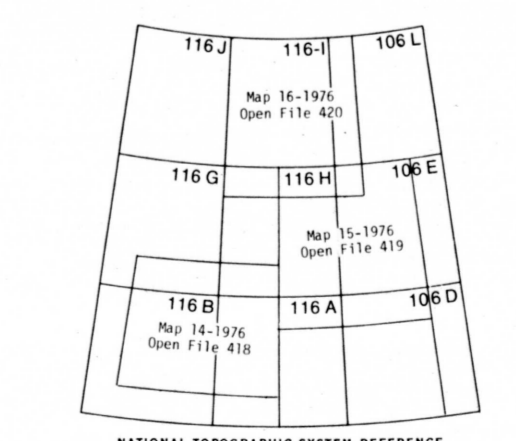 116 J 116-I 106 L
Map 16-1976
Open File 420
116 G 116 H 106 E
Map 15-1976
Open File 419
116 B 116 A 106 D
Map 14-1976
Open File 418
NATIONAL TOPOGRAPHIC SYSTEM REFERENCE